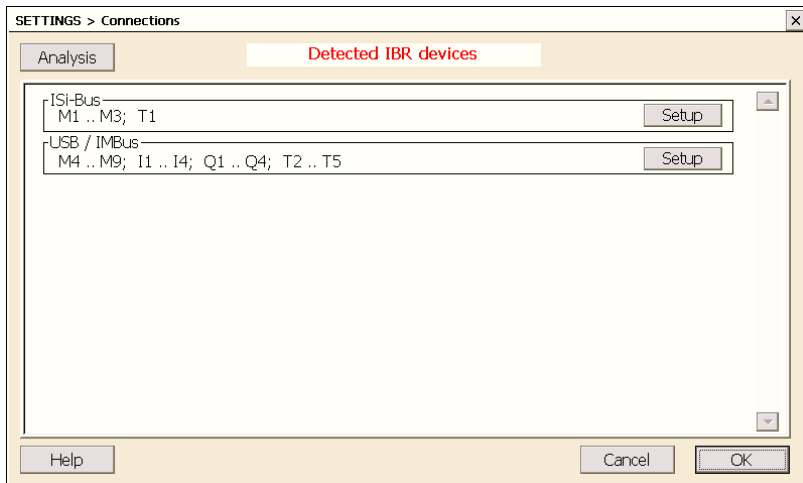 SETTINGS > Connections
Analysis
Detected IBR devices
ISi-Bus
M1 .. M3; T1
Setup
USB / IMBus
M4 .. M9; I1 .. I4; Q1 .. Q4; T2 .. T5
Setup
Help
Cancel
OK